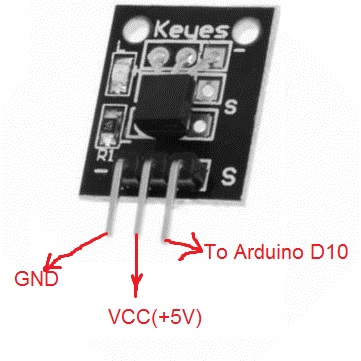 Keyes
L
-
S
R1
L
- S
To Arduino D10
GND
VCC(+5V)